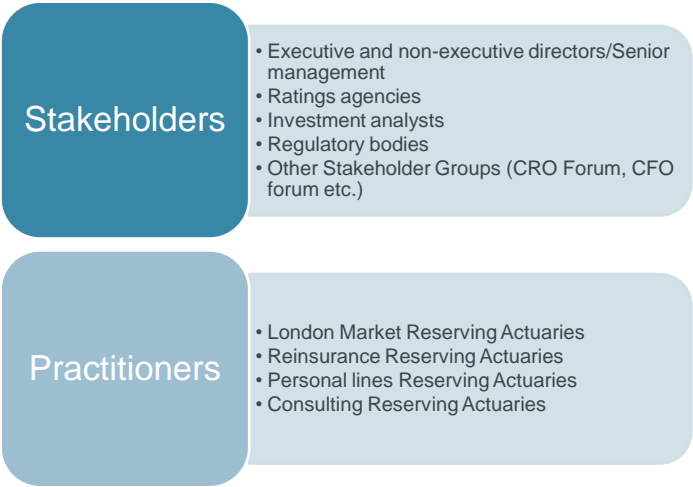 Stakeholders
• Executive and non-executive directors/Senior
management
• Ratings agencies
• Investment analysts
• Regulatory bodies
• Other Stakeholder Groups (CRO Forum, CFO
forum etc.)
Practitioners
• London Market Reserving Actuaries
• Reinsurance Reserving Actuaries
• Personal lines Reserving Actuaries
• Consulting Reserving Actuaries